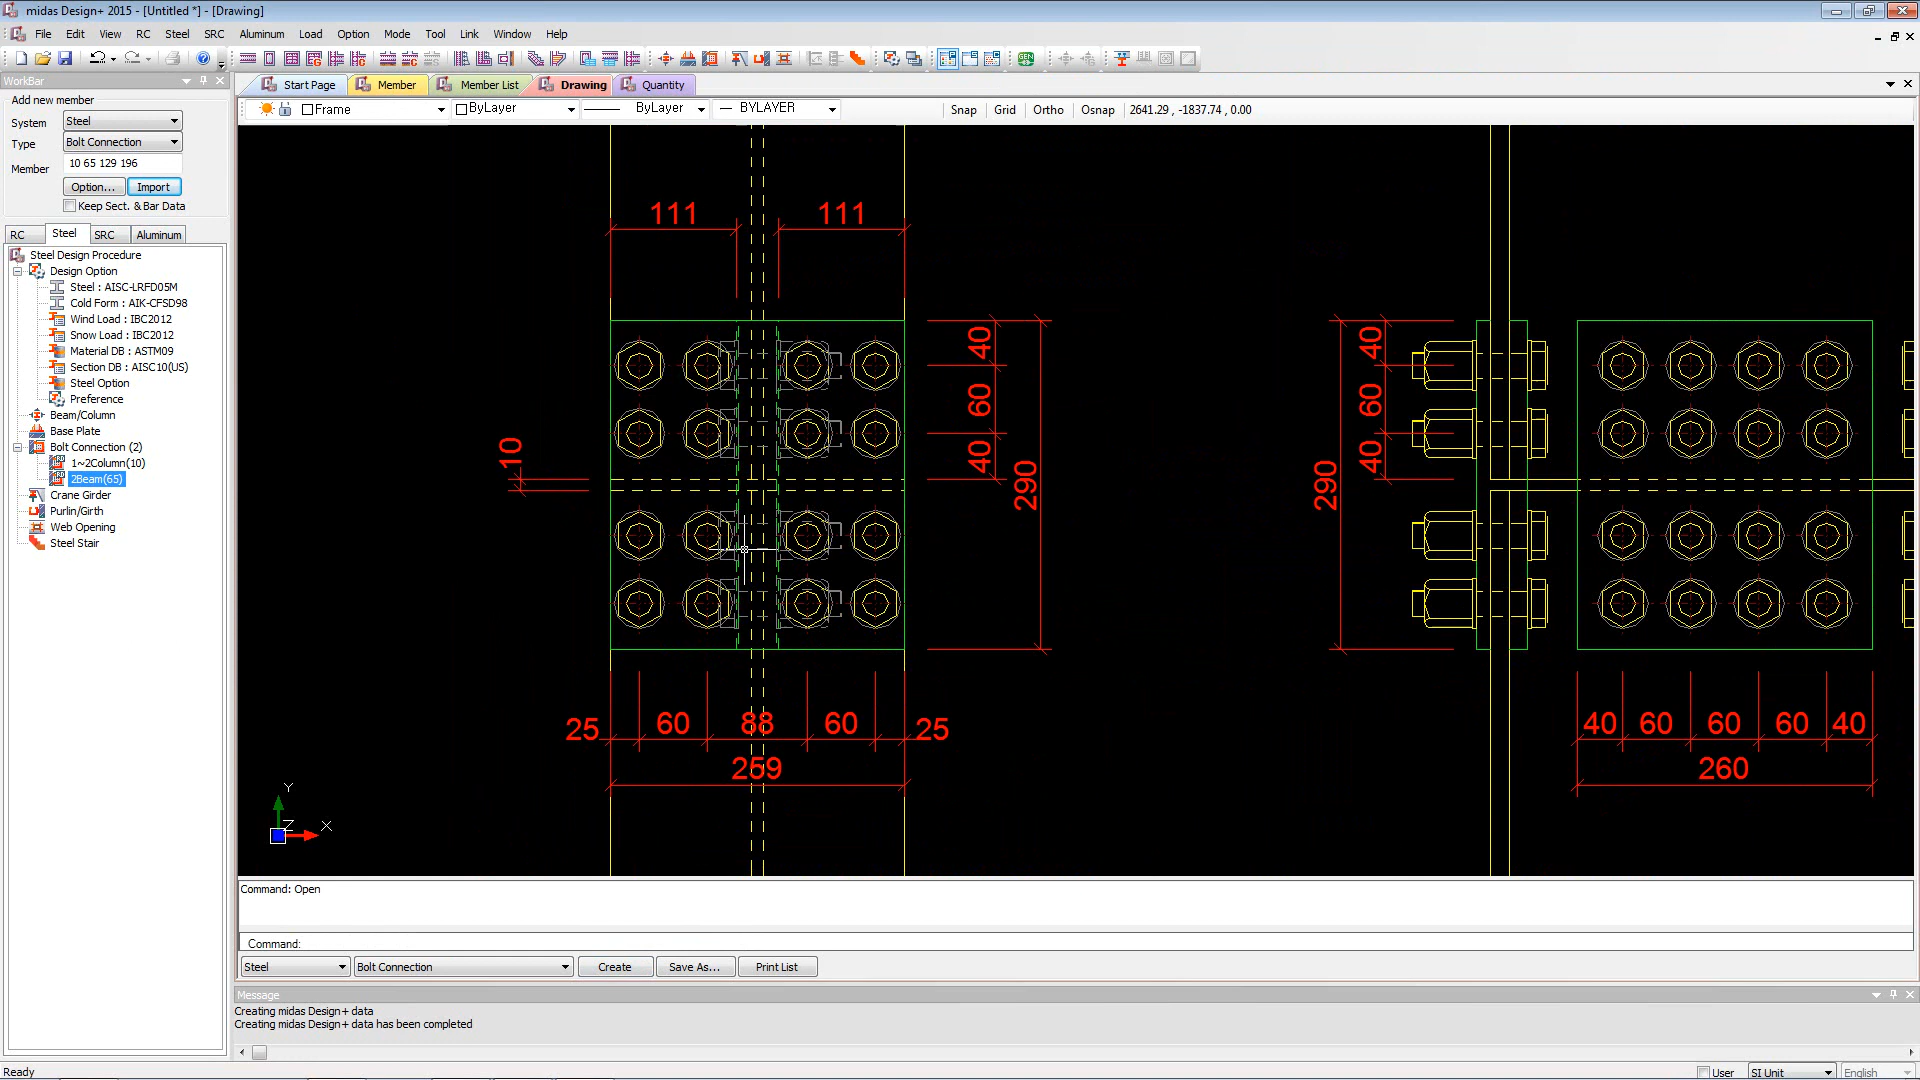 midas Design+ 2015 - [Untitled *] - [Drawing]
File Edit View RC Steel SRC Aluminum Load Option Mode Tool Link Window Help
WorkBar
Start Page Member Member List Drawing Quantity
Add new member
System Steel
Type Bolt Connection
Member 10 65 129 196
Option... Import
Keep Sect. & Bar Data
Frame ByLayer ByLayer BYLAYER Snap Grid Ortho Osnap 2641.29 , -1837.74 , 0.00
RC Steel SRC Aluminum
Steel Design Procedure
Design Option
Steel : AISC-LRFD05M
Cold Form : AIK-CFSD98
Wind Load : IBC2012
Snow Load : IBC2012
Material DB : ASTM09
Section DB : AISC10(US)
Steel Option
Preference
Beam/Column
Base Plate
Bolt Connection (2)
1~2Column(10)
2Beam(65)
Crane Girder
Purlin/Girth
Web Opening
Steel Stair
111 111
40 40
60 60
10 40 290 290 40
25 60 88 60 25 40 60 60 60 40
259 260
Y
Z X
Command: Open
Command:
Steel Bolt Connection Create Save As... Print List
Message
Creating midas Design+ data
Creating midas Design+ data has been completed
Ready User SI Unit English